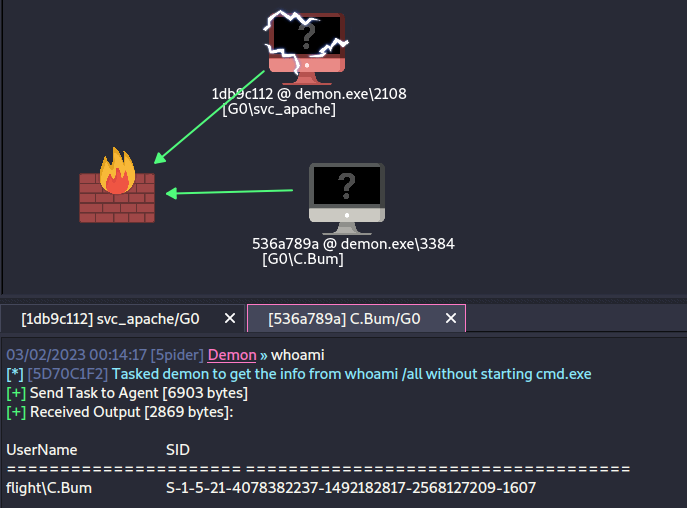 ?
1db9c112 @ demon.exe\2108
[G0\svc_apache]
?
536a789a @ demon.exe\3384
[G0\C.Bum]
[1db9c112] svc_apache/G0 ✕ [536a789a] C.Bum/G0 ✕
03/02/2023 00:14:17 [5pider] Demon » whoami
[*] [5D70C1F2] Tasked demon to get the info from whoami /all without starting cmd.exe
[+] Send Task to Agent [6903 bytes]
[+] Received Output [2869 bytes]:
UserName SID
====================== ====================================
flight\C.Bum S-1-5-21-4078382237-1492182817-2568127209-1607